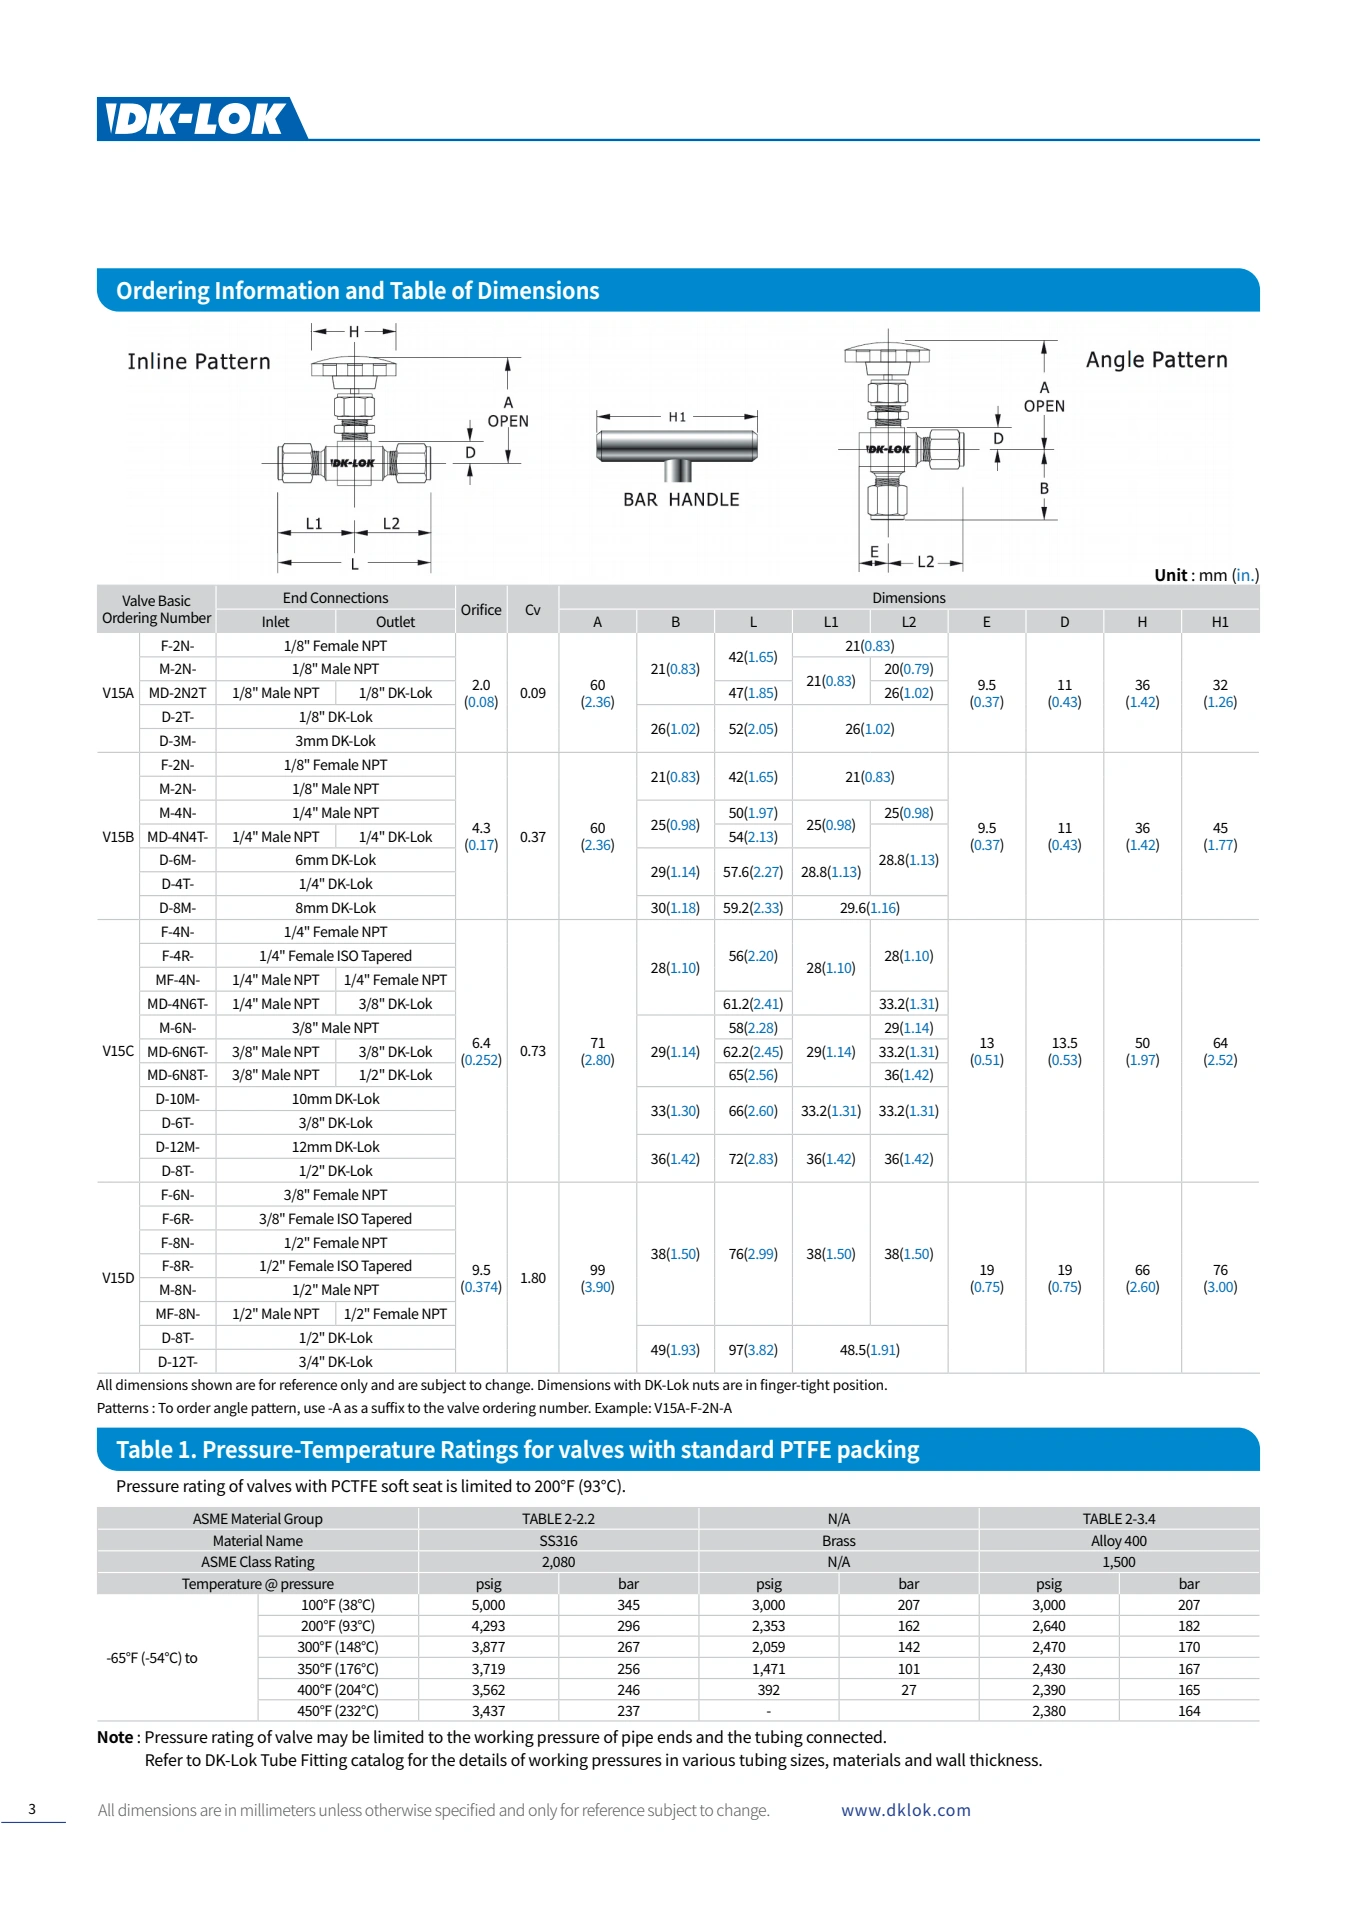 DK-LOK
Ordering Information and Table of Dimensions
Inline Pattern
H
A
OPEN
D
DK-LOK
L1 L2
L
H1
BAR HANDLE
Angle Pattern
A
OPEN
D
DK-LOK
B
E
L2
Unit : mm (in.)
Valve Basic Ordering Number End Connections Orifice Cv Dimensions
Inlet Outlet A B L L1 L2 E D H H1
V15A 2.0 (0.08) 0.09 60 (2.36) 9.5 (0.37) 11 (0.43) 36 (1.42) 32 (1.26)
F-2N- 1/8" Female NPT 21(0.83) 42(1.65) 21(0.83)
M-2N- 1/8" Male NPT 21(0.83) 20(0.79)
MD-2N2T 1/8" Male NPT 1/8" DK-Lok 47(1.85) 26(1.02)
D-2T- 1/8" DK-Lok 26(1.02) 52(2.05) 26(1.02)
D-3M- 3mm DK-Lok
V15B 4.3 (0.17) 0.37 60 (2.36) 9.5 (0.37) 11 (0.43) 36 (1.42) 45 (1.77)
F-2N- 1/8" Female NPT 21(0.83) 42(1.65) 21(0.83)
M-2N- 1/8" Male NPT
M-4N- 1/4" Male NPT 25(0.98) 50(1.97) 25(0.98) 25(0.98)
MD-4N4T- 1/4" Male NPT 1/4" DK-Lok 54(2.13) 28.8(1.13)
D-6M- 6mm DK-Lok 29(1.14) 57.6(2.27) 28.8(1.13)
D-4T- 1/4" DK-Lok
D-8M- 8mm DK-Lok 30(1.18) 59.2(2.33) 29.6(1.16)
V15C 6.4 (0.252) 0.73 71 (2.80) 13 (0.51) 13.5 (0.53) 50 (1.97) 64 (2.52)
F-4N- 1/4" Female NPT 28(1.10) 56(2.20) 28(1.10) 28(1.10)
F-4R- 1/4" Female ISO Tapered
MF-4N- 1/4" Male NPT 1/4" Female NPT
MD-4N6T- 1/4" Male NPT 3/8" DK-Lok 61.2(2.41) 33.2(1.31)
M-6N- 3/8" Male NPT 29(1.14) 58(2.28) 29(1.14) 29(1.14)
MD-6N6T- 3/8" Male NPT 3/8" DK-Lok 62.2(2.45) 33.2(1.31)
MD-6N8T- 3/8" Male NPT 1/2" DK-Lok 65(2.56) 36(1.42)
D-10M- 10mm DK-Lok 33(1.30) 66(2.60) 33.2(1.31) 33.2(1.31)
D-6T- 3/8" DK-Lok
D-12M- 12mm DK-Lok 36(1.42) 72(2.83) 36(1.42) 36(1.42)
D-8T- 1/2" DK-Lok
V15D 9.5 (0.374) 1.80 99 (3.90) 19 (0.75) 19 (0.75) 66 (2.60) 76 (3.00)
F-6N- 3/8" Female NPT 38(1.50) 76(2.99) 38(1.50) 38(1.50)
F-6R- 3/8" Female ISO Tapered
F-8N- 1/2" Female NPT
F-8R- 1/2" Female ISO Tapered
M-8N- 1/2" Male NPT
MF-8N- 1/2" Male NPT 1/2" Female NPT
D-8T- 1/2" DK-Lok 49(1.93) 97(3.82) 48.5(1.91)
D-12T- 3/4" DK-Lok
All dimensions shown are for reference only and are subject to change. Dimensions with DK-Lok nuts are in finger-tight position.
Patterns : To order angle pattern, use -A as a suffix to the valve ordering number. Example: V15A-F-2N-A
Table 1. Pressure-Temperature Ratings for valves with standard PTFE packing
Pressure rating of valves with PCTFE soft seat is limited to 200°F (93°C).
ASME Material Group TABLE 2-2.2 N/A TABLE 2-3.4
Material Name SS316 Brass Alloy 400
ASME Class Rating 2,080 N/A 1,500
Temperature @ pressure psig bar psig bar psig bar
-65°F (-54°C) to
100°F (38°C) 5,000 345 3,000 207 3,000 207
200°F (93°C) 4,293 296 2,353 162 2,640 182
300°F (148°C) 3,877 267 2,059 142 2,470 170
350°F (176°C) 3,719 256 1,471 101 2,430 167
400°F (204°C) 3,562 246 392 27 2,390 165
450°F (232°C) 3,437 237 - 2,380 164
Note : Pressure rating of valve may be limited to the working pressure of pipe ends and the tubing connected.
Refer to DK-Lok Tube Fitting catalog for the details of working pressures in various tubing sizes, materials and wall thickness.
3 All dimensions are in millimeters unless otherwise specified and only for reference subject to change. www.dklok.com